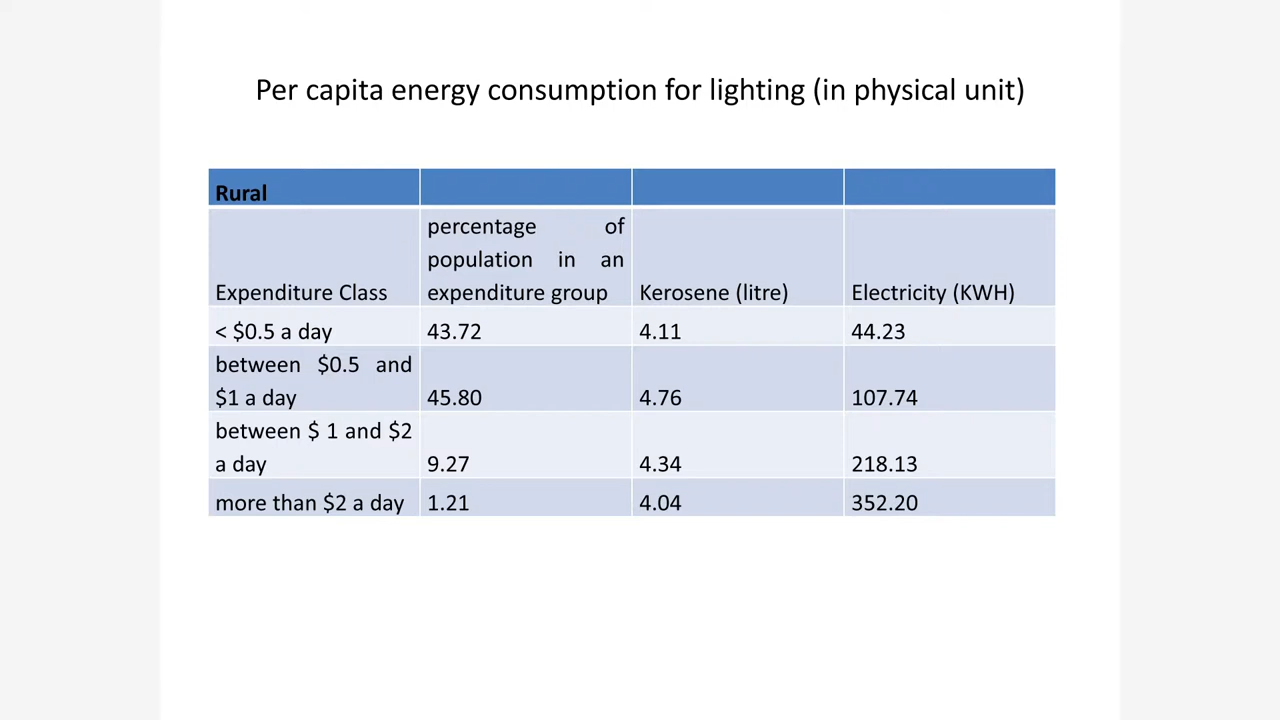 Per capita energy consumption for lighting (in physical unit)
Rural
Expenditure Class
percentage of
population in an
expenditure group
Kerosene (litre)
Electricity (KWH)
< $0.5 a day
43.72
4.11
44.23
between $0.5 and
$1 a day
45.80
4.76
107.74
between $ 1 and $2
a day
9.27
4.34
218.13
more than $2 a day
1.21
4.04
352.20